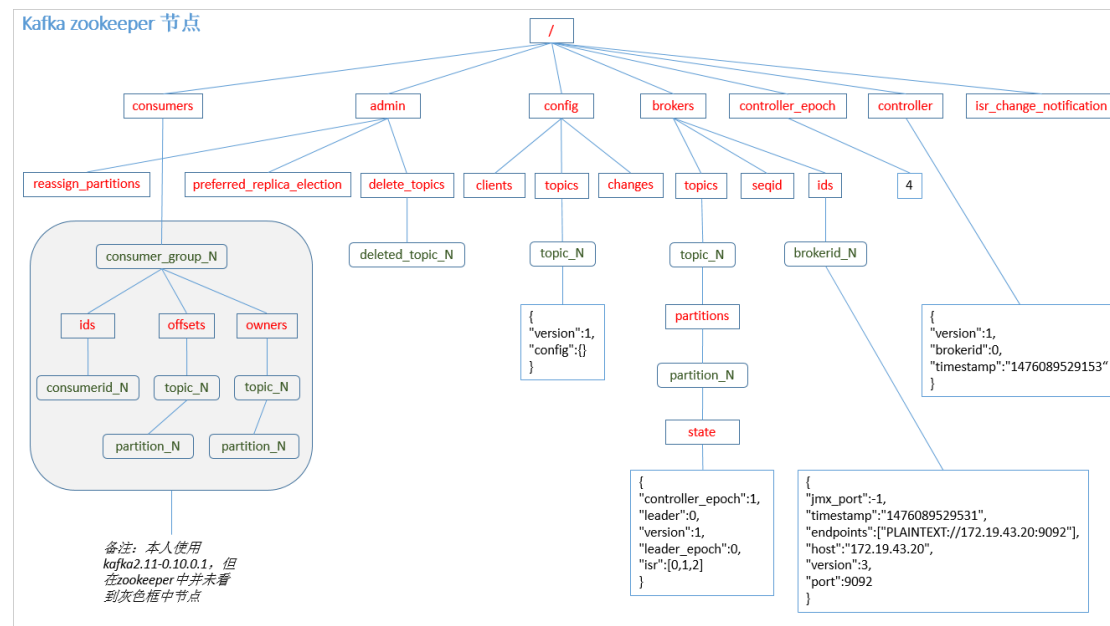 Kafka zookeeper 节点
/
consumers
admin
config
brokers
controller_epoch
controller
isr_change_notification
reassign_partitions
preferred_replica_election
delete_topics
clients
topics
changes
topics
seqid
ids
4
consumer_group_N
deleted_topic_N
topic_N
topic_N
brokerid_N
ids
offsets
owners
consumerid_N
topic_N
topic_N
partition_N
partition_N
{
"version":1,
"config":{}
}
partitions
partition_N
state
{
"version":1,
"brokerid":0,
"timestamp":"1476089529153"
}
{
"controller_epoch":1,
"leader":0,
"version":1,
"leader_epoch":0,
"isr":[0,1,2]
}
{
"jmx_port":-1,
"timestamp":"1476089529531",
"endpoints":["PLAINTEXT://172.19.43.20:9092"],
"host":"172.19.43.20",
"version":3,
"port":9092
}
备注：本人使用
kafka2.11-0.10.0.1，但
在zookeeper中并未看
到灰色框中节点